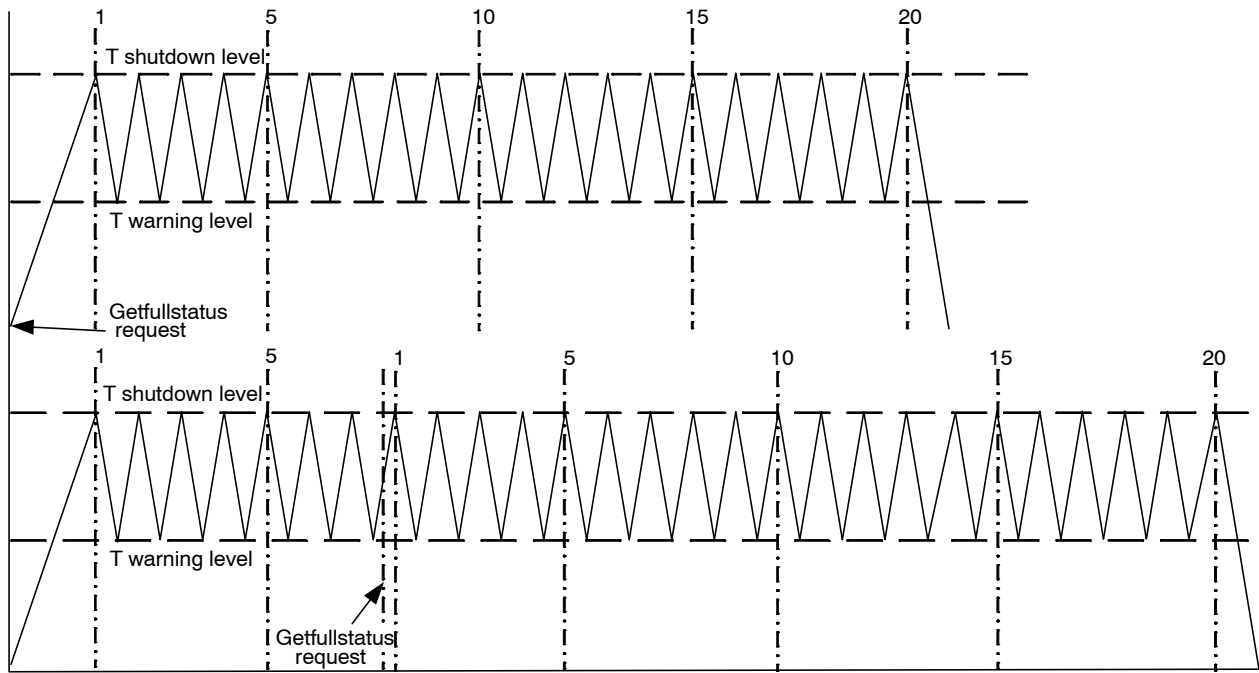 1 5 10 15 20
T shutdown level
T warning level
Getfullstatus
request
1 5 1 5 10 15 20
T shutdown level
T warning level
Getfullstatus
request